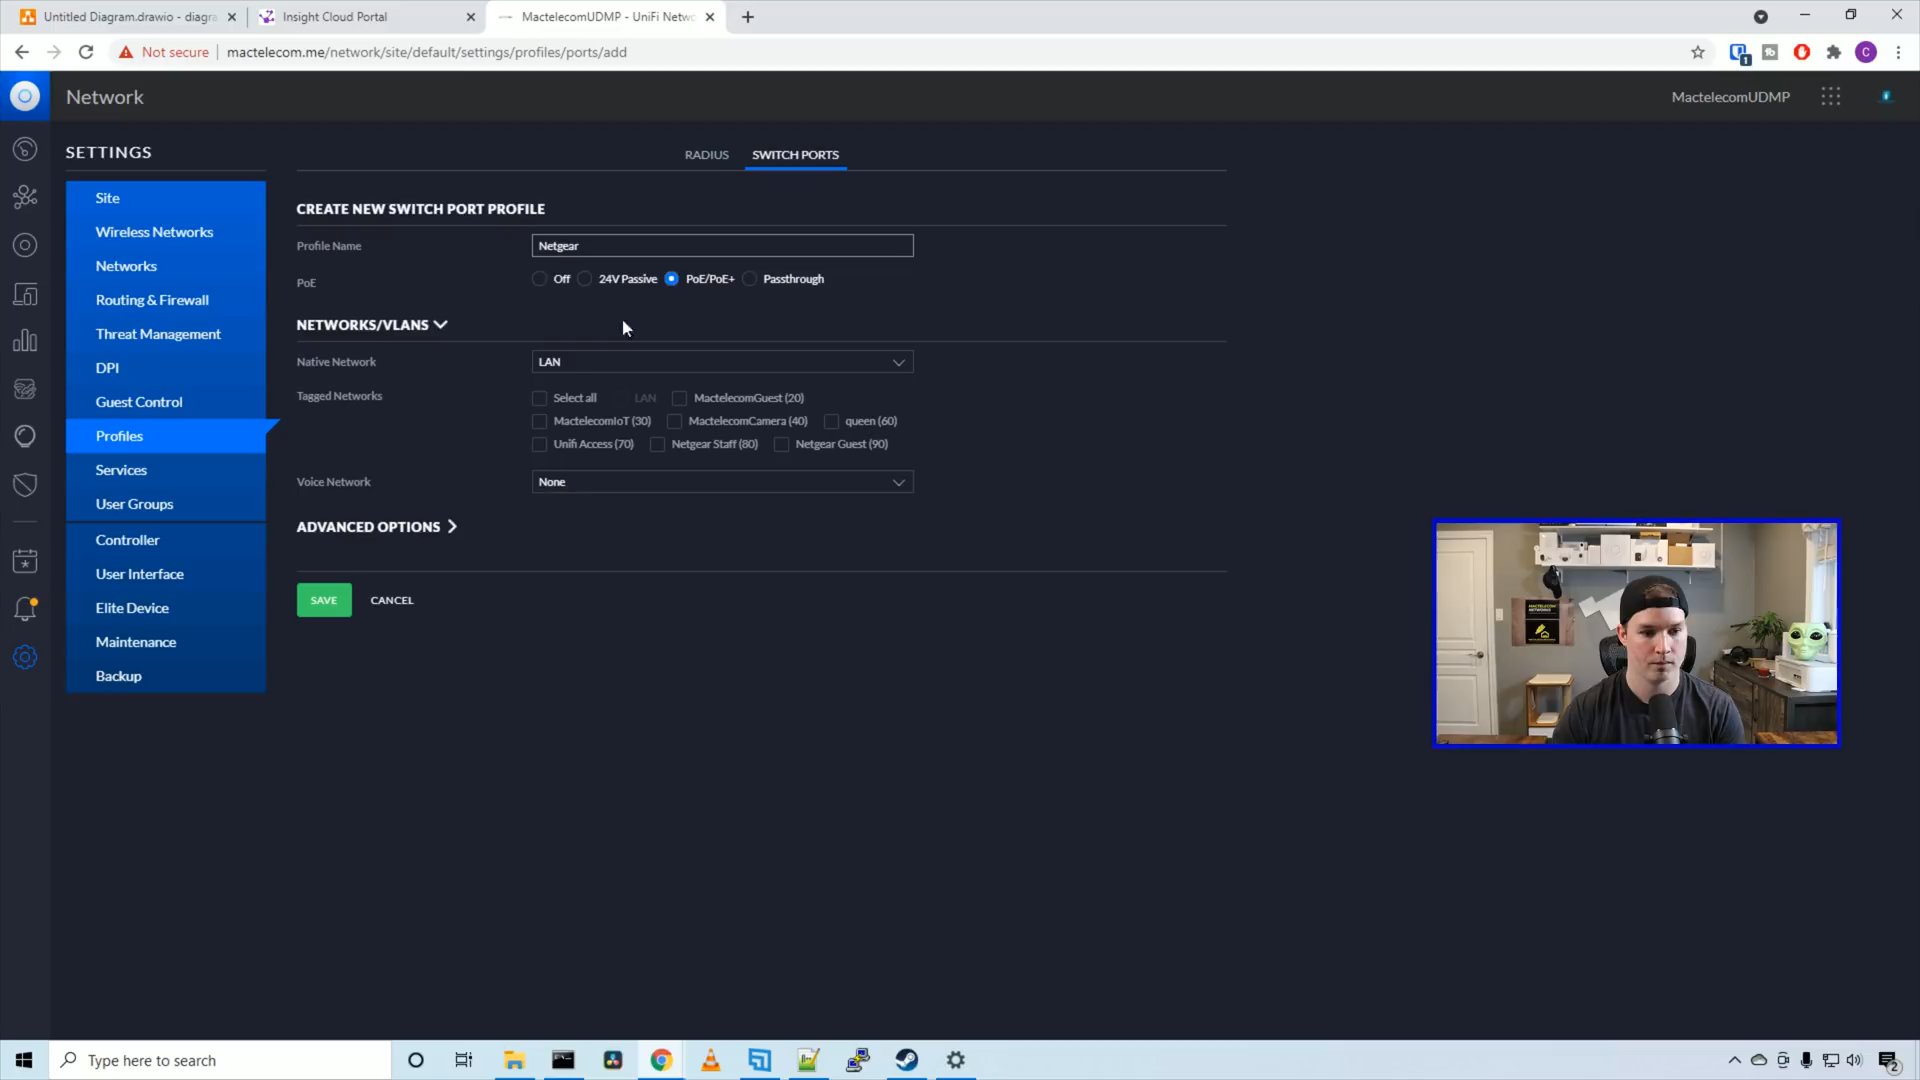 Untitled Diagram.drawio - diagra
Insight Cloud Portal
MactelecomUDMP - UniFi Netwo
Not secure
mactelecom.me/network/site/default/settings/profiles/ports/add
1
C
Network
MactelecomUDMP
SETTINGS
Site
Wireless Networks
Networks
Routing & Firewall
Threat Management
DPI
Guest Control
Profiles
Services
User Groups
Controller
User Interface
Elite Device
Maintenance
Backup
RADIUS
SWITCH PORTS
CREATE NEW SWITCH PORT PROFILE
Profile Name
Netgear
PoE
Off
24V Passive
PoE/PoE+
Passthrough
NETWORKS/VLANS
Native Network
LAN
Tagged Networks
Select all
LAN
MactelecomGuest (20)
MactelecomIoT (30)
MactelecomCamera (40)
queen (60)
Unifi Access (70)
Netgear Staff (80)
Netgear Guest (90)
Voice Network
None
ADVANCED OPTIONS
SAVE
CANCEL
MACTELECOM
NETWORKS
Type here to search
2